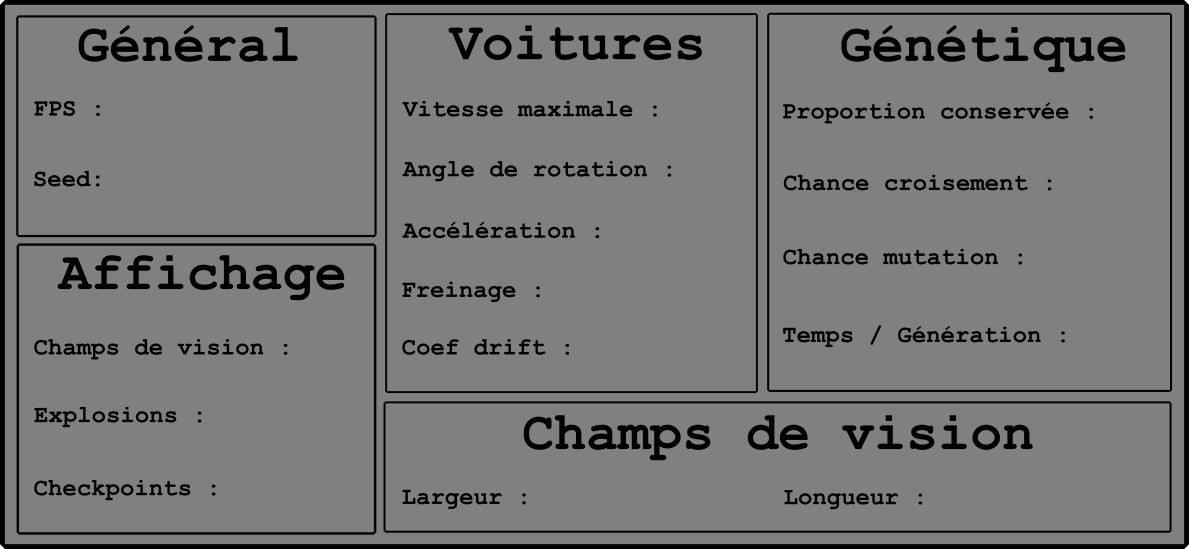 Général
FPS :
Seed:
Affichage
Champs de vision :
Explosions :
Checkpoints :
Voitures
Vitesse maximale :
Angle de rotation :
Accélération :
Freinage :
Coef drift :
Génétique
Proportion conservée :
Chance croisement :
Chance mutation :
Temps / Génération :
Champs de vision
Largeur :
Longueur :